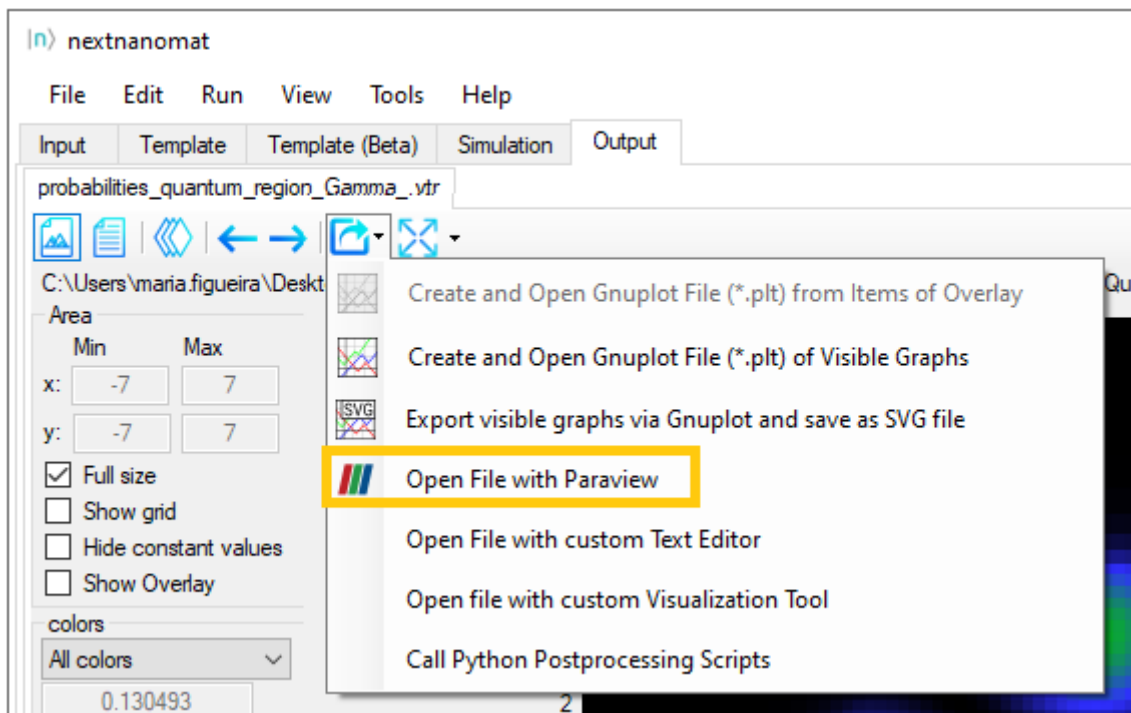 |n⟩ nextnanomat
File Edit Run View Tools Help
Input Template Template (Beta) Simulation Output
probabilities_quantum_region_Gamma_.vtr
C:\Users\maria.figueira\Deskt
Qu
Create and Open Gnuplot File (*.plt) from Items of Overlay
Area
Min Max
Create and Open Gnuplot File (*.plt) of Visible Graphs
x: -7 7
SVG
Export visible graphs via Gnuplot and save as SVG file
y: -7 7
Full size
Open File with Paraview
Show grid
Open File with custom Text Editor
Hide constant values
Show Overlay
Open file with custom Visualization Tool
colors
All colors
Call Python Postprocessing Scripts
0.130493
2